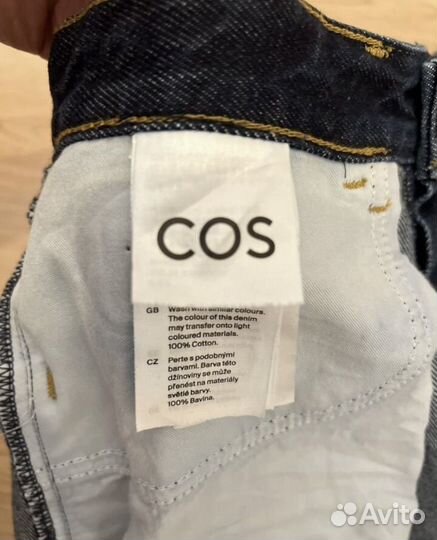 COS
GB Wash with similar colours.
The colour of this denim
may transfer onto light
coloured materials.
100% Cotton.
CZ Perte s podobnými
barvami. Barva této
džínoviny se může
přenést na materiály
světlé barvy.
100% Bavlna.
Avito